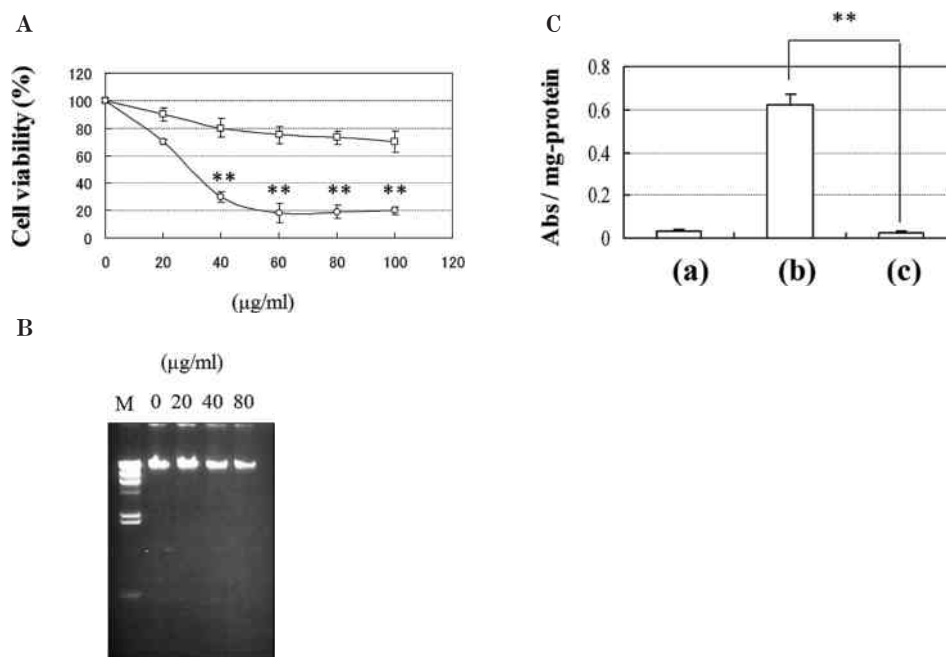 A
Cell viability (%)
120
100
80
60
40
20
0
** ** ** **
0 20 40 60 80 100 120
(μg/ml)
B
(μg/ml)
M 0 20 40 80
C
**
Abs / mg-protein
0.8
0.6
0.4
0.2
0
(a) (b) (c)